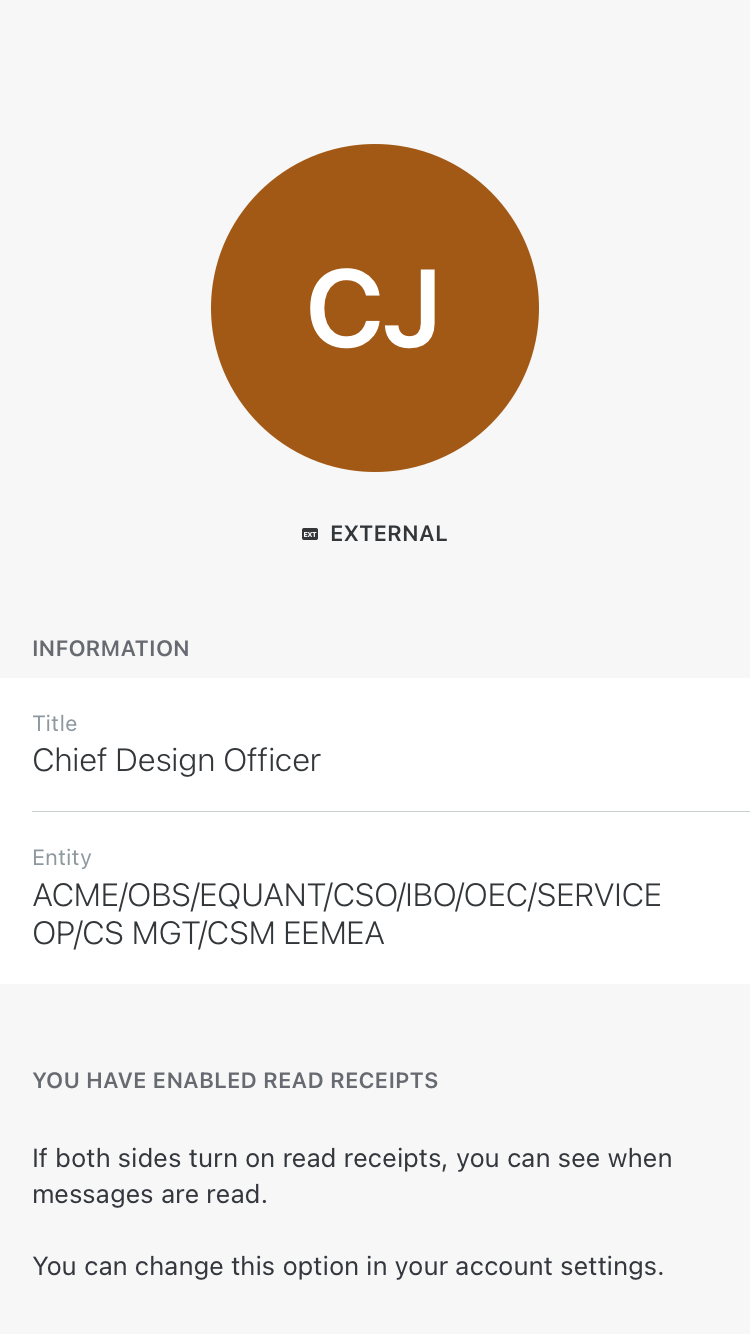 CJ
EXT EXTERNAL
INFORMATION
Title
Chief Design Officer
Entity
ACME/OBS/EQUANT/CSO/IBO/OEC/SERVICE
OP/CS MGT/CSM EEMEA
YOU HAVE ENABLED READ RECEIPTS
If both sides turn on read receipts, you can see when
messages are read.
You can change this option in your account settings.